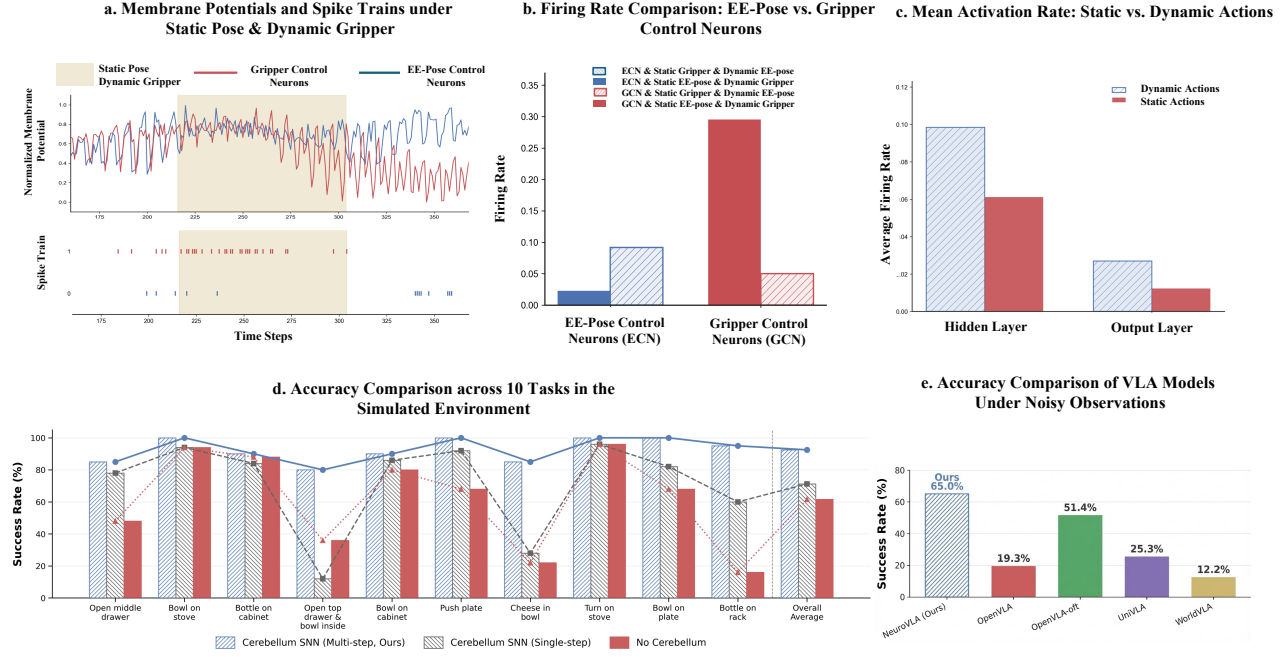 a. Membrane Potentials and Spike Trains under
Static Pose & Dynamic Gripper
Static Pose
Dynamic Gripper
Gripper Control
Neurons
EE-Pose Control
Neurons
Normalized Membrane
Potential
1.0
0.8
0.6
0.4
0.2
0.0
175
200
225
250
275
300
325
350
Spike Train
1
0
175
200
225
250
275
300
325
350
Time Steps
b. Firing Rate Comparison: EE-Pose vs. Gripper
Control Neurons
ECN & Static Gripper & Dynamic EE-pose
ECN & Static EE-pose & Dynamic Gripper
GCN & Static Gripper & Dynamic EE-pose
GCN & Static EE-pose & Dynamic Gripper
Firing Rate
0.35
0.30
0.25
0.20
0.15
0.10
0.05
0.00
EE-Pose Control
Neurons (ECN)
Gripper Control
Neurons (GCN)
c. Mean Activation Rate: Static vs. Dynamic Actions
Dynamic Actions
Static Actions
Average Firing Rate
0.12
0.10
.08
.06
.04
.02
0.00
Hidden Layer
Output Layer
d. Accuracy Comparison across 10 Tasks in the
Simulated Environment
Success Rate (%)
100
80
60
40
20
0
Open middle
drawer
Bowl on
stove
Bottle on
cabinet
Open top
drawer &
bowl inside
Bowl on
cabinet
Push plate
Cheese in
bowl
Turn on
stove
Bowl on
plate
Bottle on
rack
Overall
Average
Cerebellum SNN (Multi-step, Ours)
Cerebellum SNN (Single-step)
No Cerebellum
e. Accuracy Comparison of VLA Models
Under Noisy Observations
Success Rate (%)
80
60
40
20
0
Ours
65.0%
19.3%
51.4%
25.3%
12.2%
NeuroVLA (Ours)
OpenVLA
OpenVLA-oft
UniVLA
WorldVLA